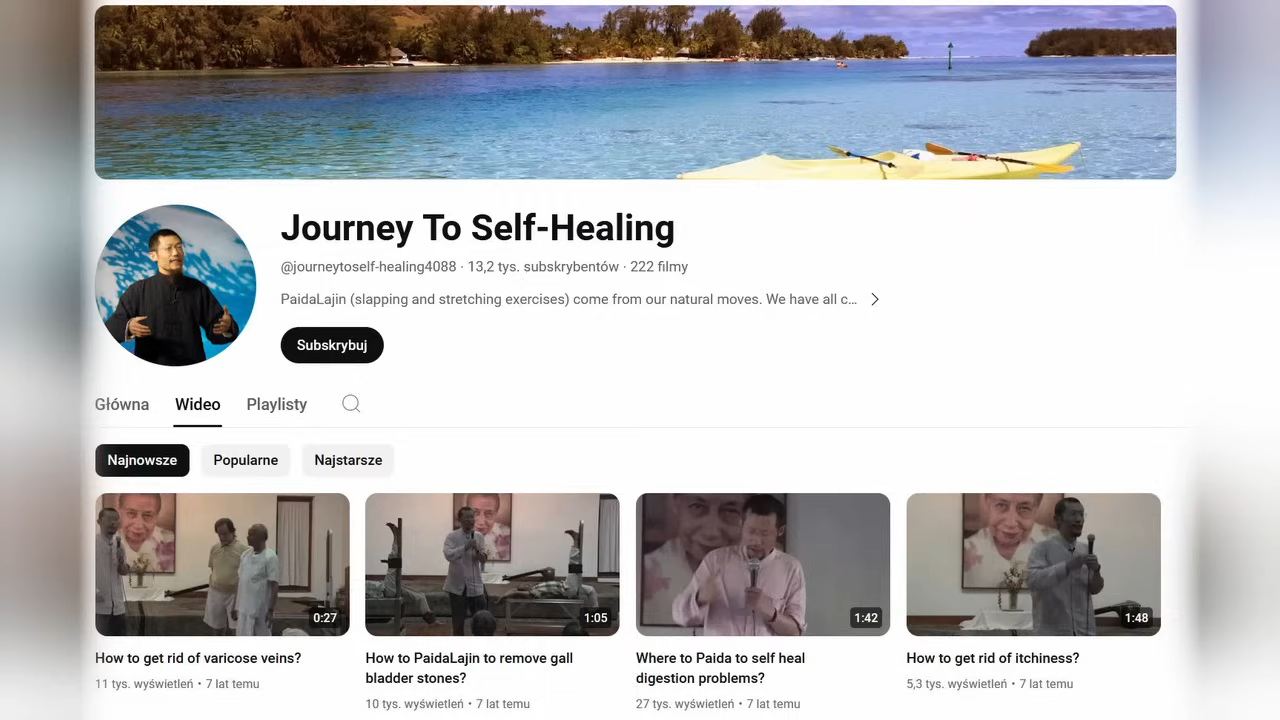 Journey To Self-Healing
@journeytoself-healing4088 · 13,2 tys. subskrybentów · 222 filmy
PaidaLajin (slapping and stretching exercises) come from our natural moves. We have all c...
Subskrybuj
Główna Wideo Playlisty
Najnowsze Popularne Najstarsze
0:27 1:05 1:42 1:48
How to get rid of varicose veins?
11 tys. wyświetleń • 7 lat temu
How to PaidaLajin to remove gall
bladder stones?
10 tys. wyświetleń • 7 lat temu
Where to Paida to self heal
digestion problems?
27 tys. wyświetleń • 7 lat temu
How to get rid of itchiness?
5,3 tys. wyświetleń • 7 lat temu